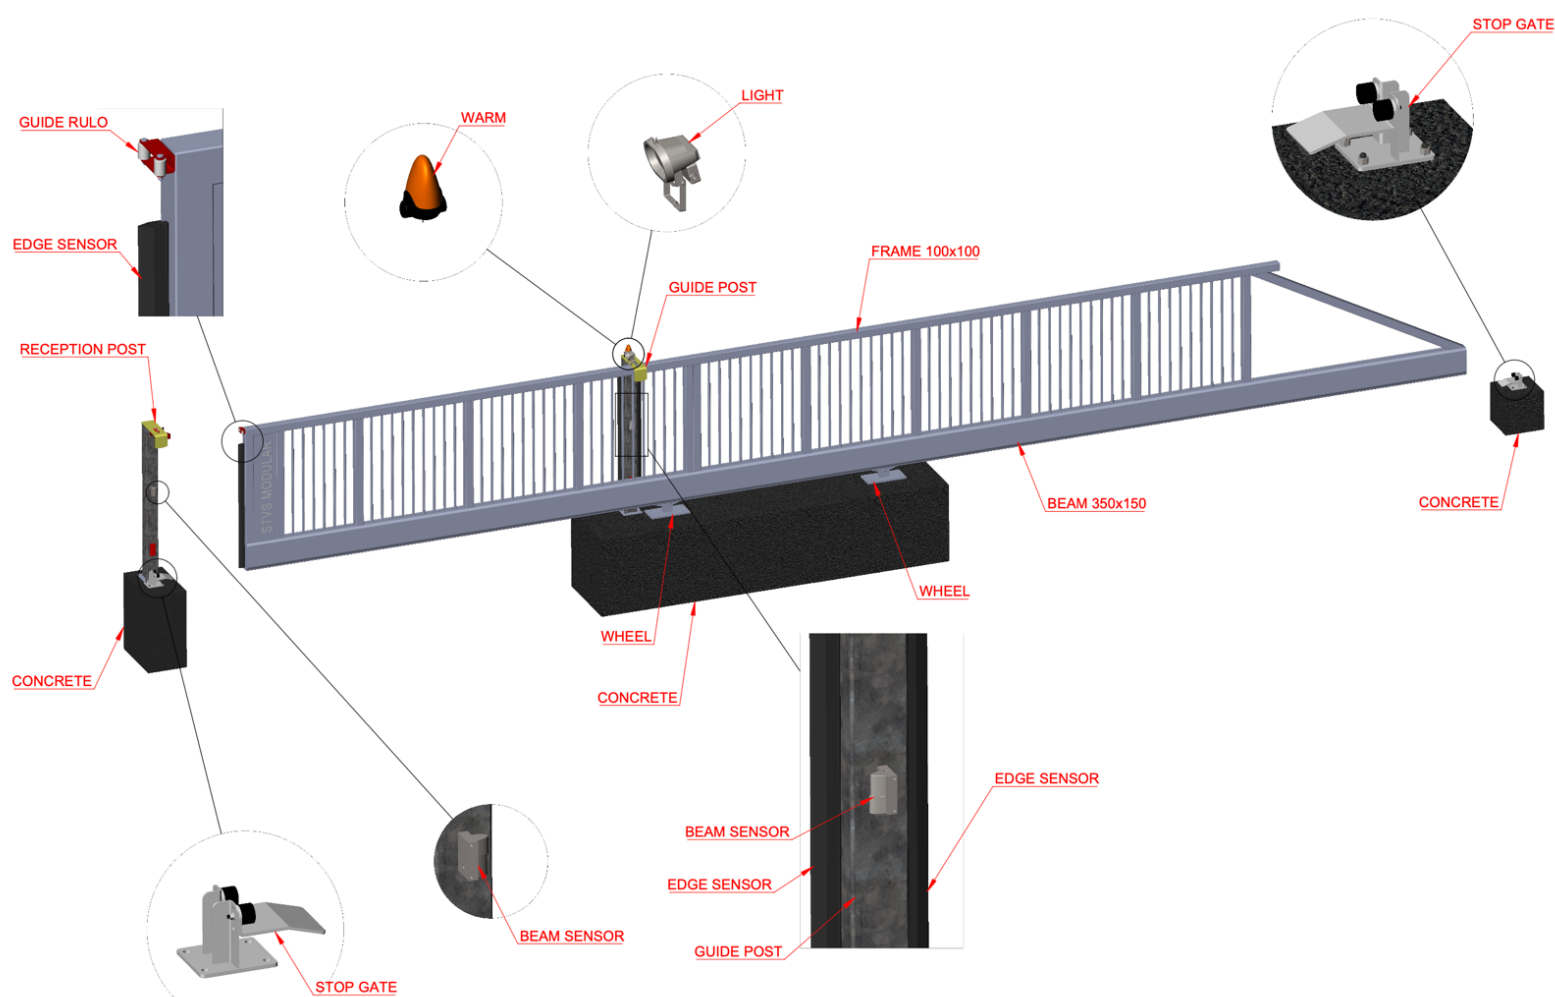 STOP GATE
LIGHT
WARM
GUIDE RULO
EDGE SENSOR
FRAME 100x100
GUIDE POST
RECEPTION POST
STVS MODULAR
BEAM 350x150
CONCRETE
WHEEL
WHEEL
CONCRETE
CONCRETE
EDGE SENSOR
BEAM SENSOR
EDGE SENSOR
GUIDE POST
BEAM SENSOR
STOP GATE